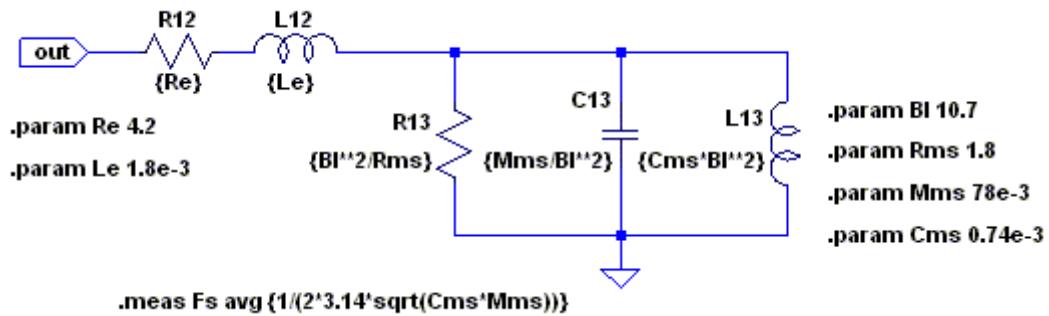 R12
L12
out
{Re}
{Le}
.param Re 4.2
.param Le 1.8e-3
R13
{Bl**2/Rms}
C13
{Mms/Bl**2}
L13
{Cms*Bl**2}
.param Bl 10.7
.param Rms 1.8
.param Mms 78e-3
.param Cms 0.74e-3
.meas Fs avg {1/(2*3.14*sqrt(Cms*Mms))}